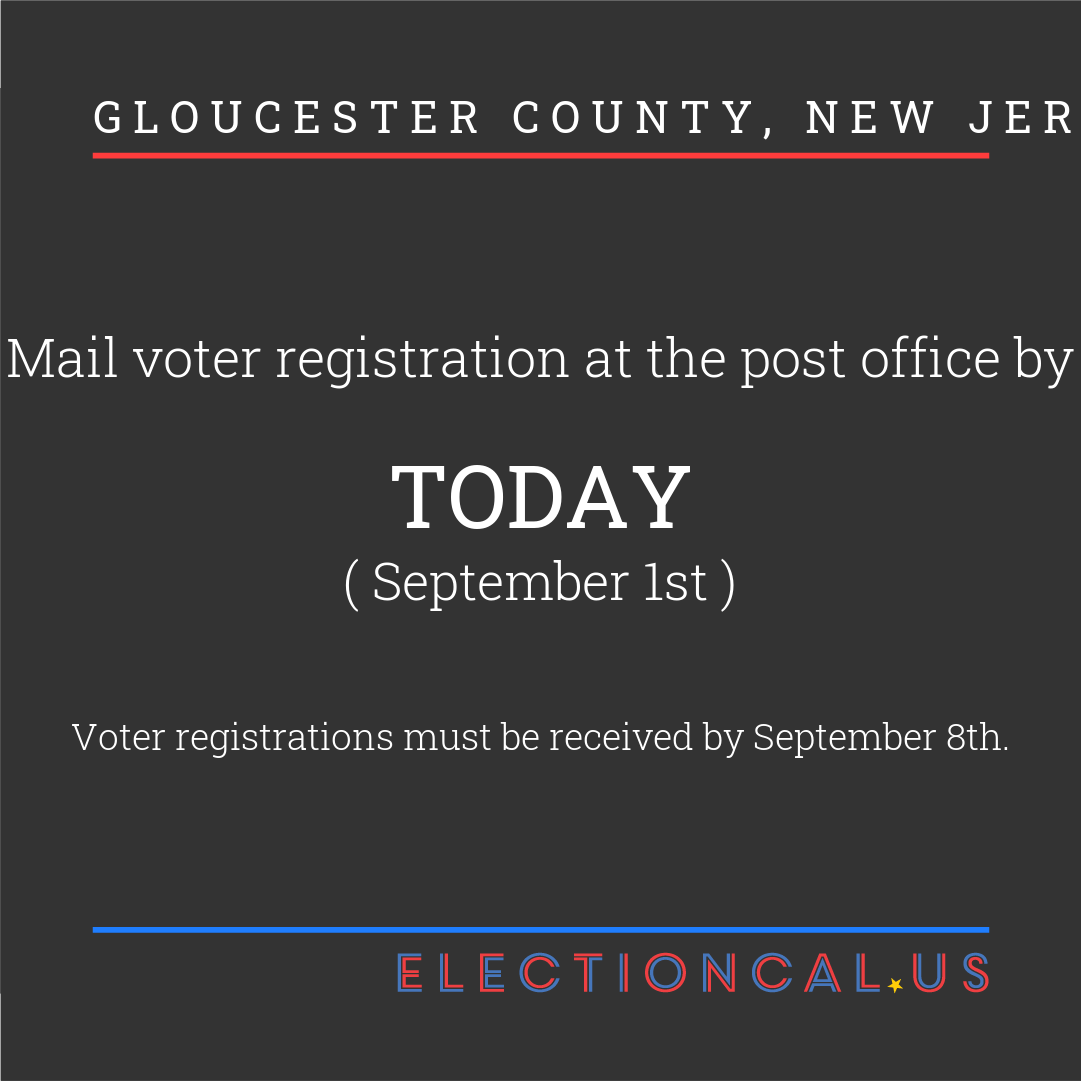 GLOUCESTER COUNTY, NEW JER
Mail voter registration at the post office by
TODAY
( September 1st )
Voter registrations must be received by September 8th.
ELECTIONCAL.US